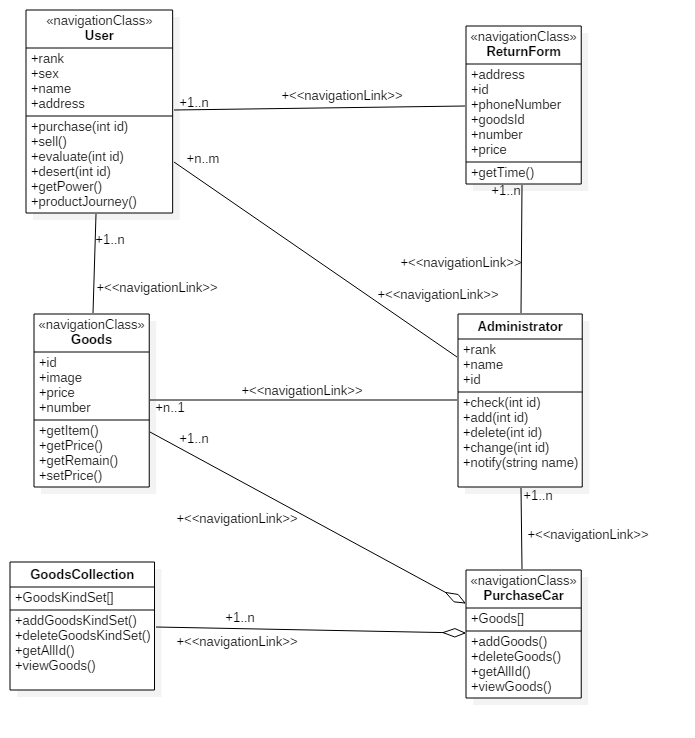 «navigationClass»
User
+rank
+sex
+name
+address
+purchase(int id)
+sell()
+evaluate(int id)
+desert(int id)
+getPower()
+productJourney()
«navigationClass»
ReturnForm
+address
+id
+phoneNumber
+goodsId
+number
+price
+getTime()
+1..n
+<<navigationLink>>
+n..m
+1..n
+1..n
+<<navigationLink>>
+<<navigationLink>>
+<<navigationLink>>
«navigationClass»
Goods
+id
+image
+price
+number
+getItem()
+getPrice()
+getRemain()
+setPrice()
Administrator
+rank
+name
+id
+check(int id)
+add(int id)
+delete(int id)
+change(int id)
+notify(string name)
+<<navigationLink>>
+n..1
+1..n
+1..n
+<<navigationLink>>
+<<navigationLink>>
GoodsCollection
+GoodsKindSet[]
+addGoodsKindSet()
+deleteGoodsKindSet()
+getAllId()
+viewGoods()
+1..n
+<<navigationLink>>
«navigationClass»
PurchaseCar
+Goods[]
+addGoods()
+deleteGoods()
+getAllId()
+viewGoods()